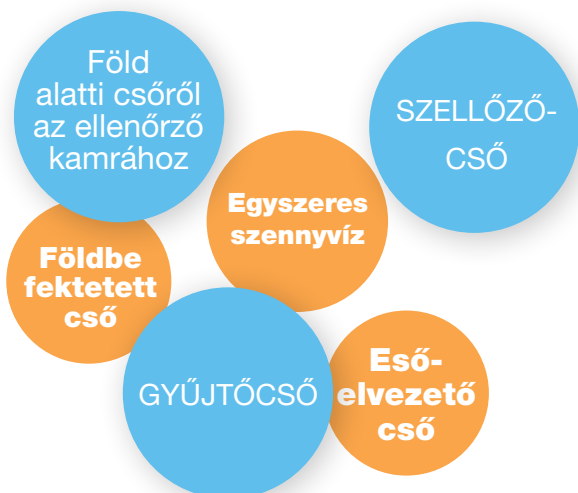 Föld
alatti csőről
az ellenőrző
kamrához
SZELLŐZŐ-
CSŐ
Egyszeres
szennyvíz
Földbe
fektetett
cső
GYŰJTŐCSŐ
Eső-
elvezető
cső